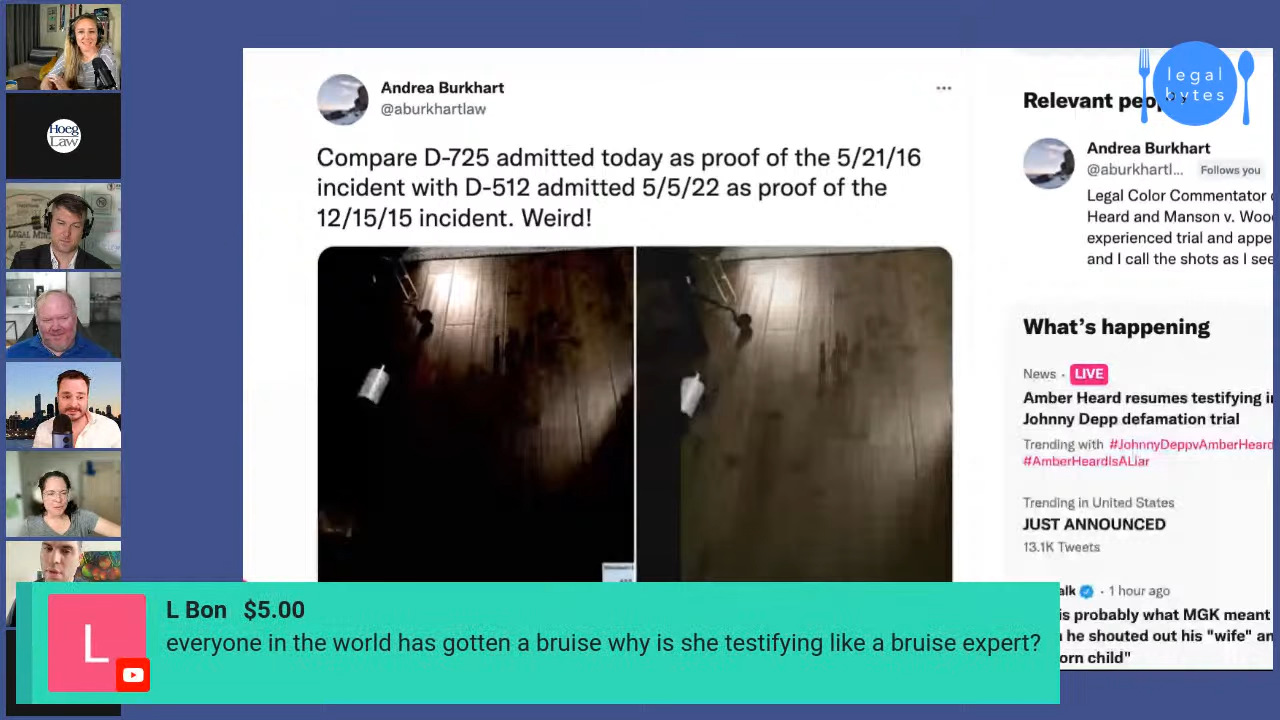 legal
bytes
Hoeg
Law
Andrea Burkhart
@aburkhartlaw
Compare D-725 admitted today as proof of the 5/21/16
incident with D-512 admitted 5/5/22 as proof of the
12/15/15 incident. Weird!
Relevant
Andrea Burkhart
@aburkhartl... Follows you
Legal Color Commentator
Heard and Manson v. Woo
experienced trial and appe
and I call the shots as I see
What's happening
News · LIVE
Amber Heard resumes testifying i
Johnny Depp defamation trial
Trending with #JohnnyDeppvAmberHeard
#AmberHeardIsALiar
Trending in United States
JUST ANNOUNCED
13.1K Tweets
alk · 1 hour ago
is probably what MGK meant
he shouted out his "wife" an
orn child"
L
L Bon $5.00
everyone in the world has gotten a bruise why is she testifying like a bruise expert?